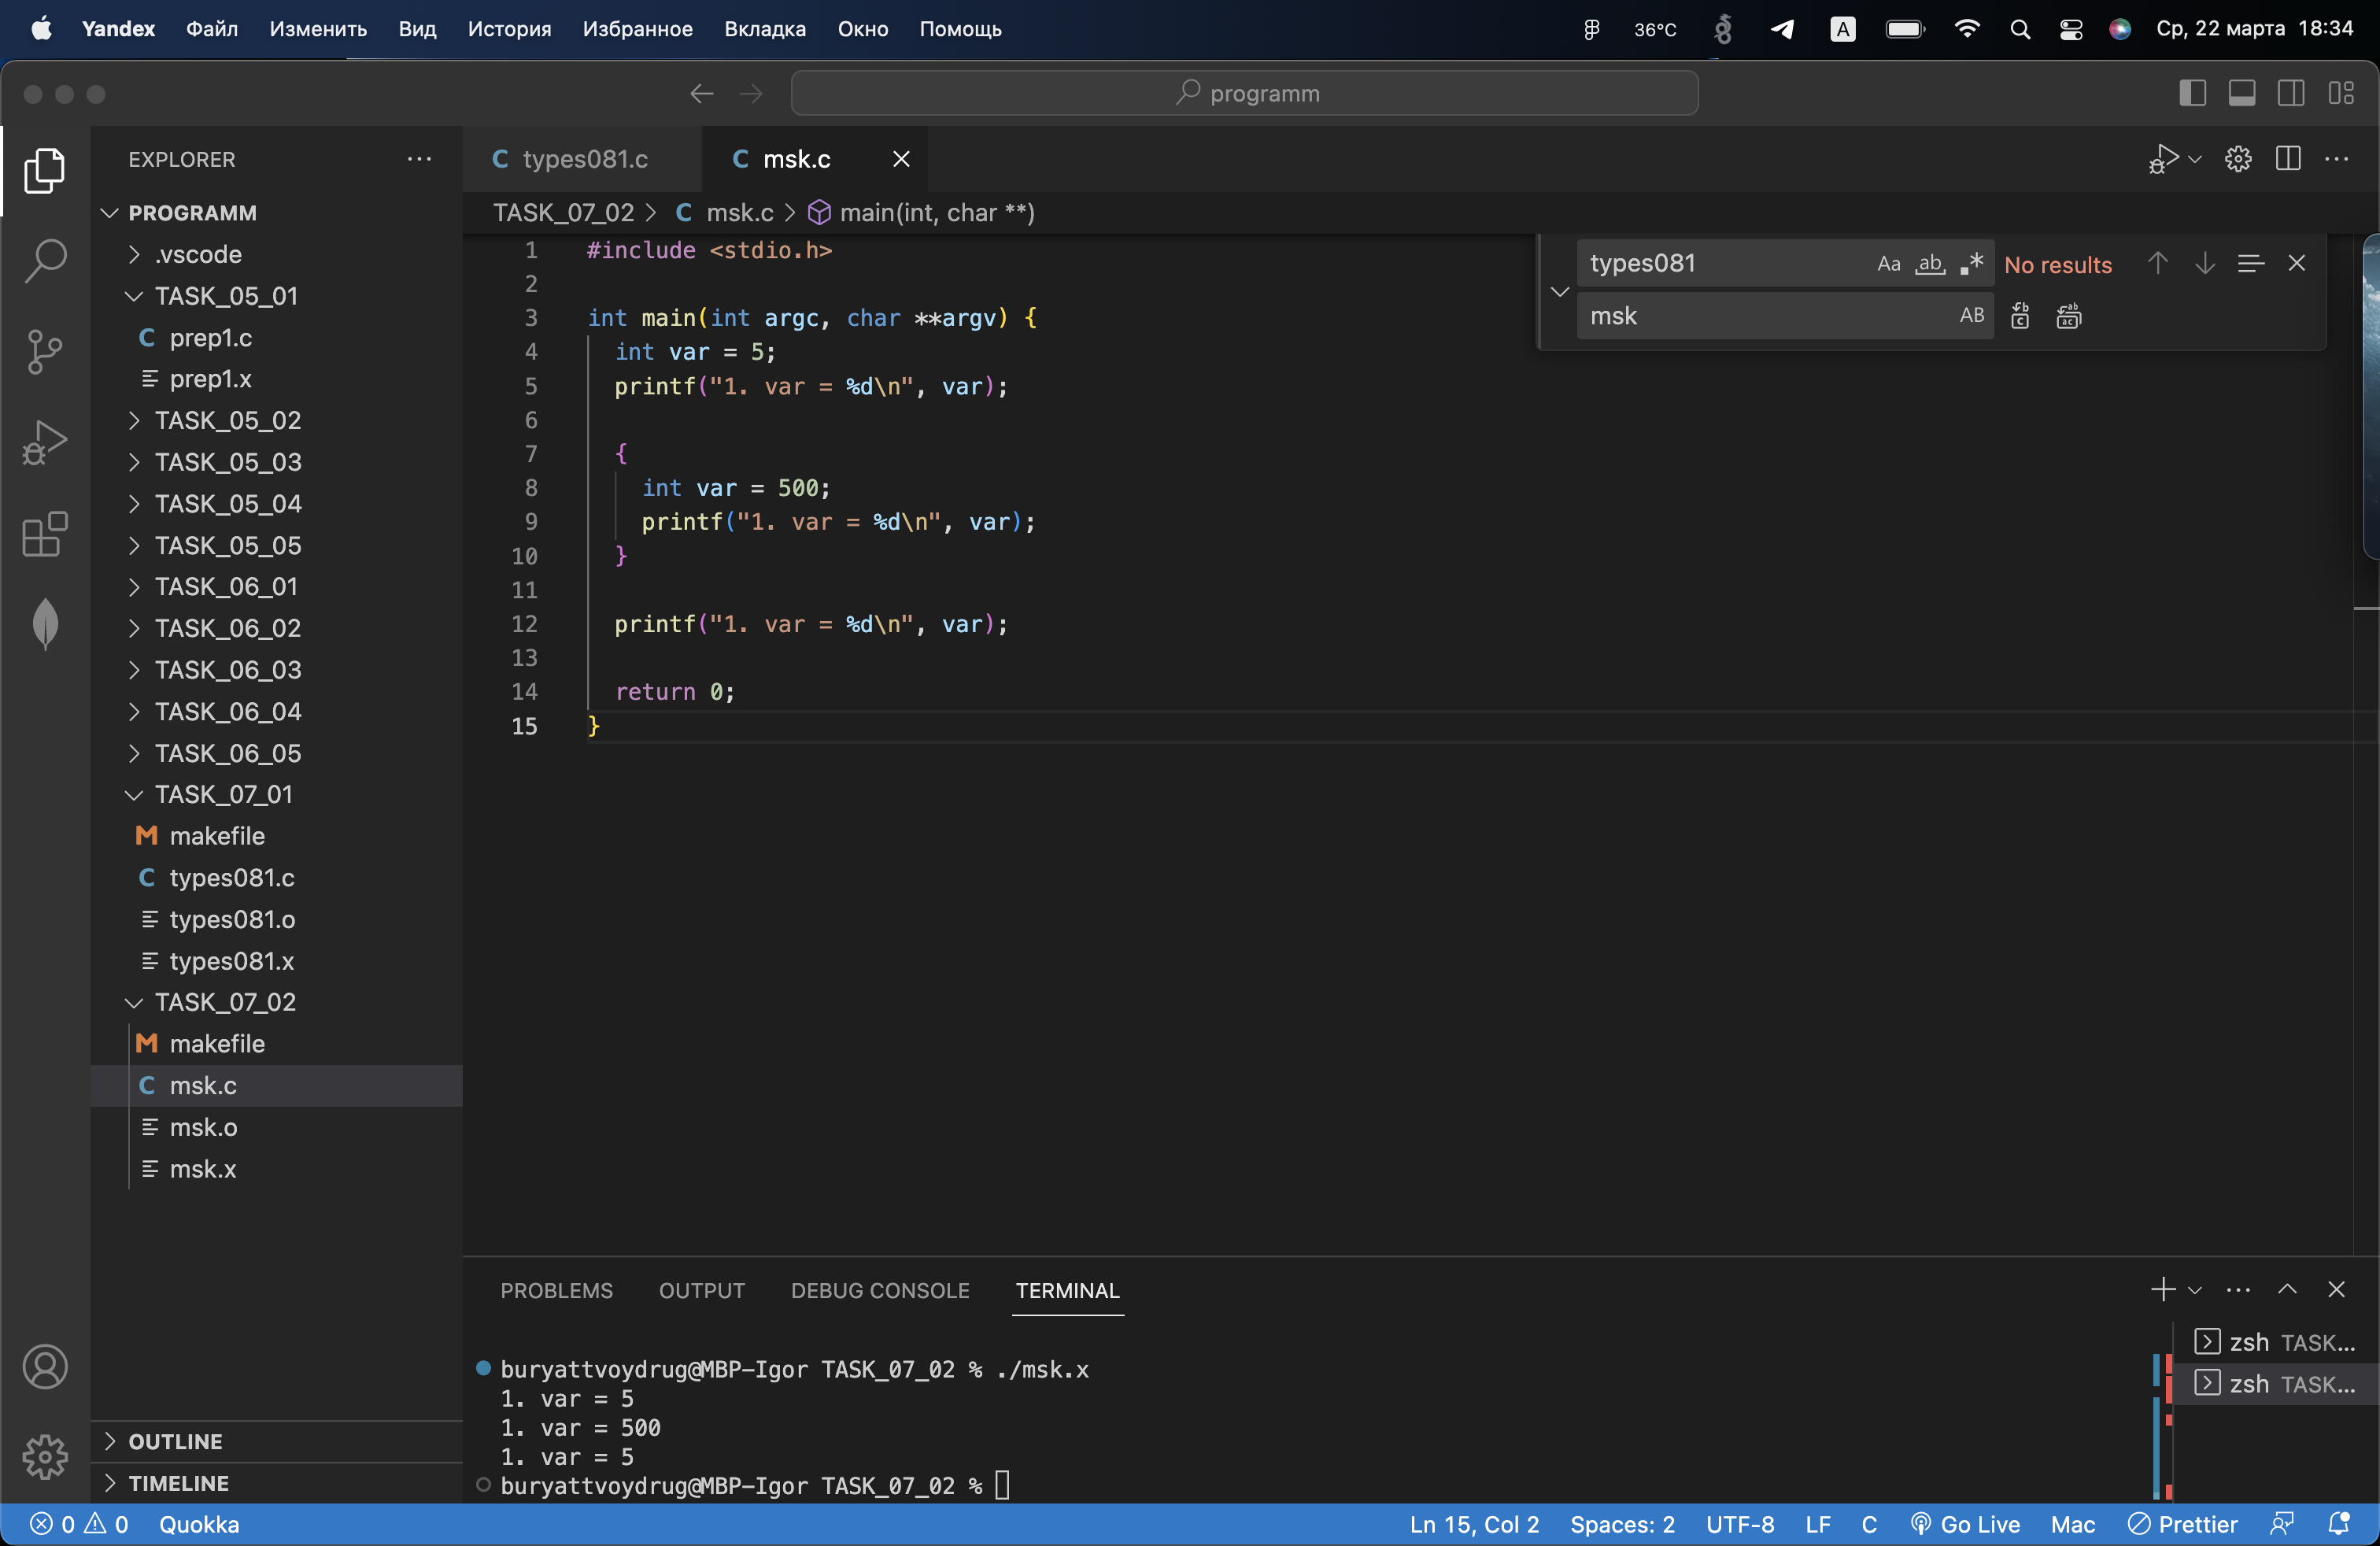 Yandex Файл Изменить Вид История Избранное Вкладка Окно Помощь 36°C A Ср, 22 марта 18:34
programm
EXPLORER
PROGRAMM
.vscode
TASK_05_01
C prep1.c
prep1.x
TASK_05_02
TASK_05_03
TASK_05_04
TASK_05_05
TASK_06_01
TASK_06_02
TASK_06_03
TASK_06_04
TASK_06_05
TASK_07_01
M makefile
C types081.c
types081.o
types081.x
TASK_07_02
M makefile
C msk.c
msk.o
msk.x
OUTLINE
TIMELINE
C types081.c C msk.c
TASK_07_02 > C msk.c > main(int, char **)
types081 Aa ab .* No results
msk AB
1 #include <stdio.h>
2
3 int main(int argc, char **argv) {
4 int var = 5;
5 printf("1. var = %d\n", var);
6
7 {
8 int var = 500;
9 printf("1. var = %d\n", var);
10 }
11
12 printf("1. var = %d\n", var);
13
14 return 0;
15 }
PROBLEMS OUTPUT DEBUG CONSOLE TERMINAL
buryattvoydrug@MBP-Igor TASK_07_02 % ./msk.x
1. var = 5
1. var = 500
1. var = 5
buryattvoydrug@MBP-Igor TASK_07_02 %
zsh TASK...
zsh TASK...
0 0 Quokka Ln 15, Col 2 Spaces: 2 UTF-8 LF C Go Live Mac Prettier